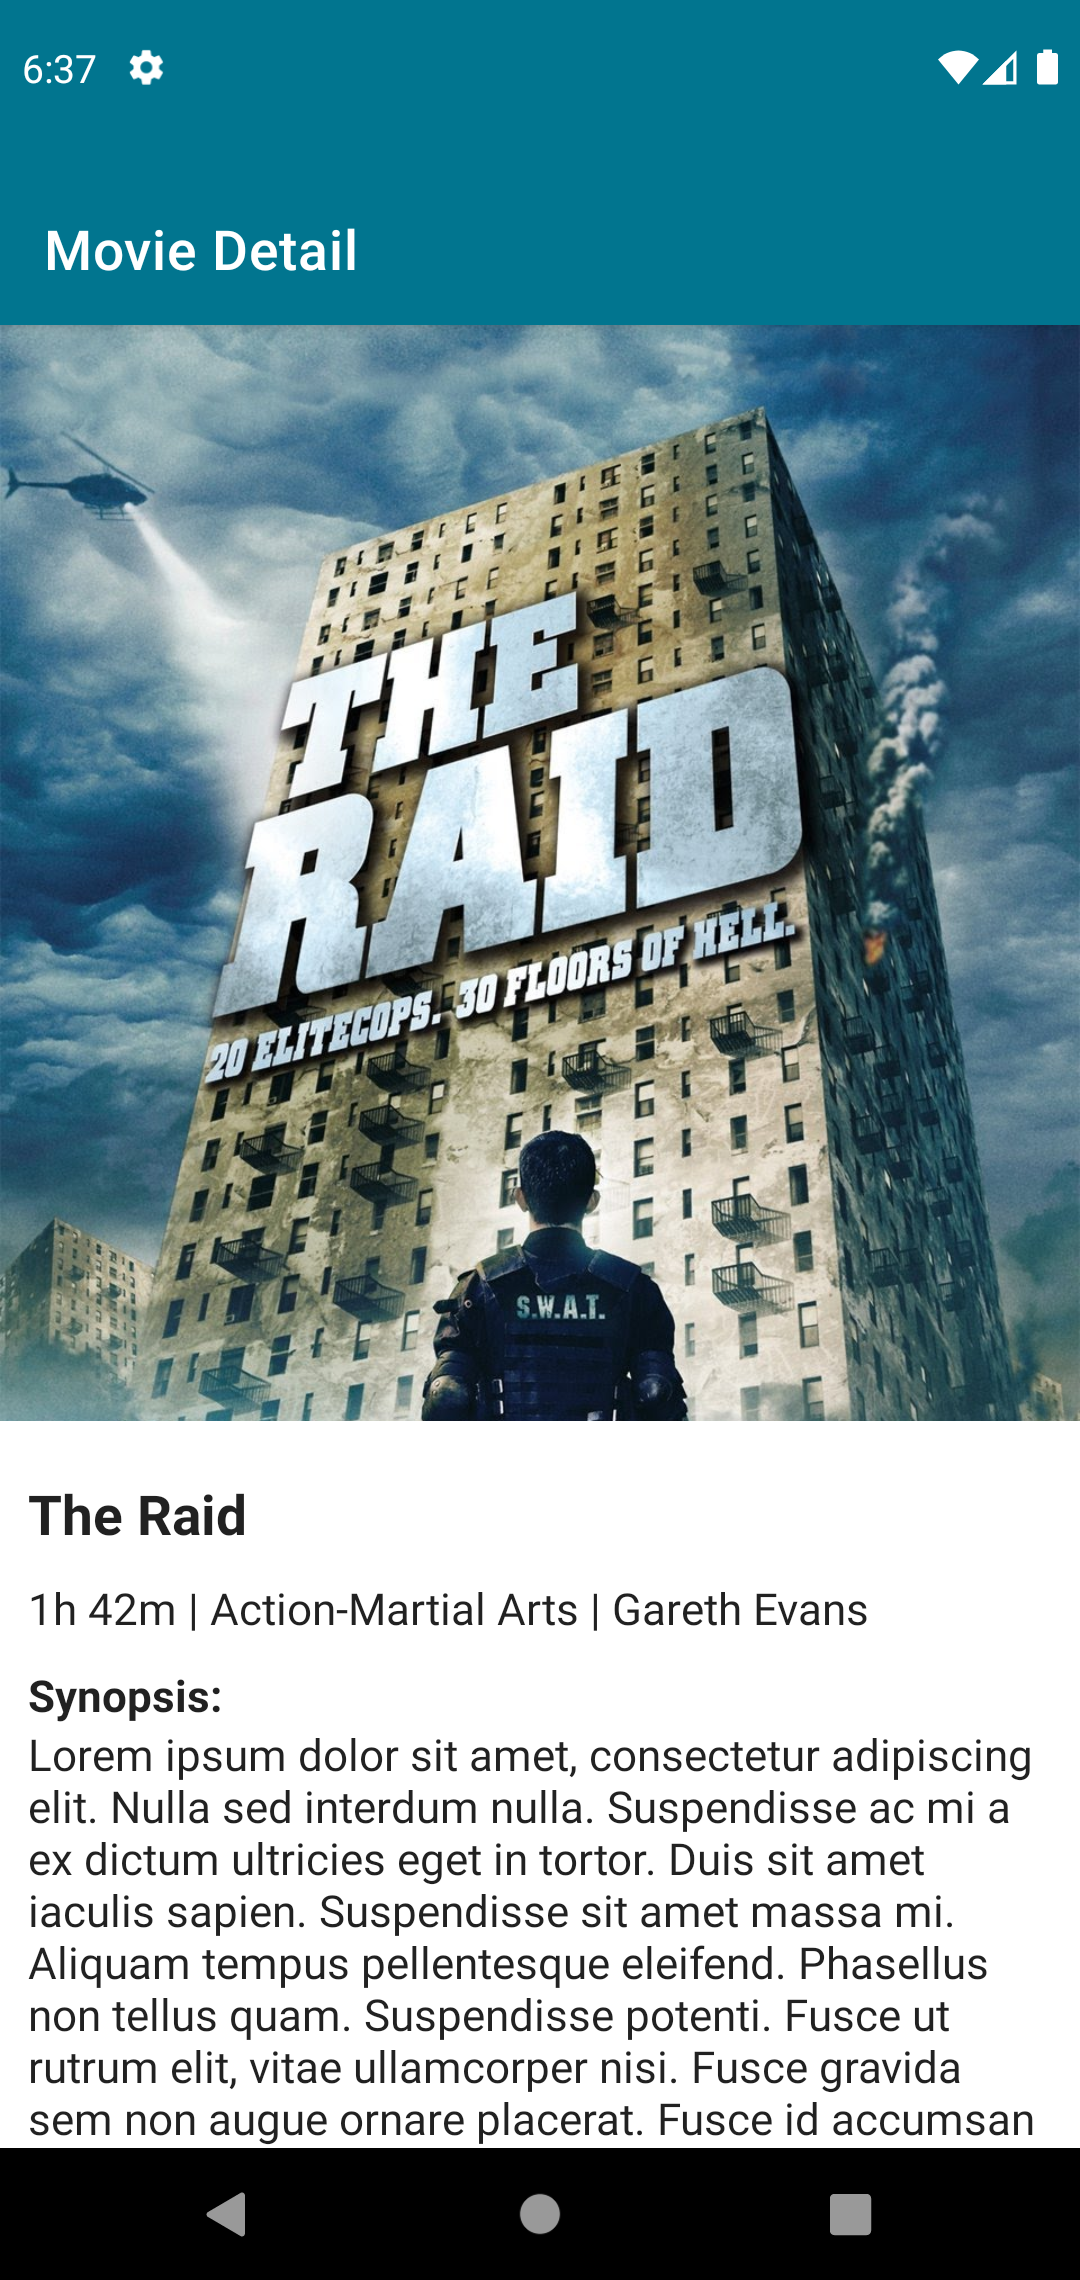 6:37
Movie Detail
THE
RAID
20 ELITECOPS. 30 FLOORS OF HELL.
S.W.A.T.
The Raid
1h 42m | Action-Martial Arts | Gareth Evans
Synopsis:
Lorem ipsum dolor sit amet, consectetur adipiscing
elit. Nulla sed interdum nulla. Suspendisse ac mi a
ex dictum ultricies eget in tortor. Duis sit amet
iaculis sapien. Suspendisse sit amet massa mi.
Aliquam tempus pellentesque eleifend. Phasellus
non tellus quam. Suspendisse potenti. Fusce ut
rutrum elit, vitae ullamcorper nisi. Fusce gravida
sem non augue ornare placerat. Fusce id accumsan